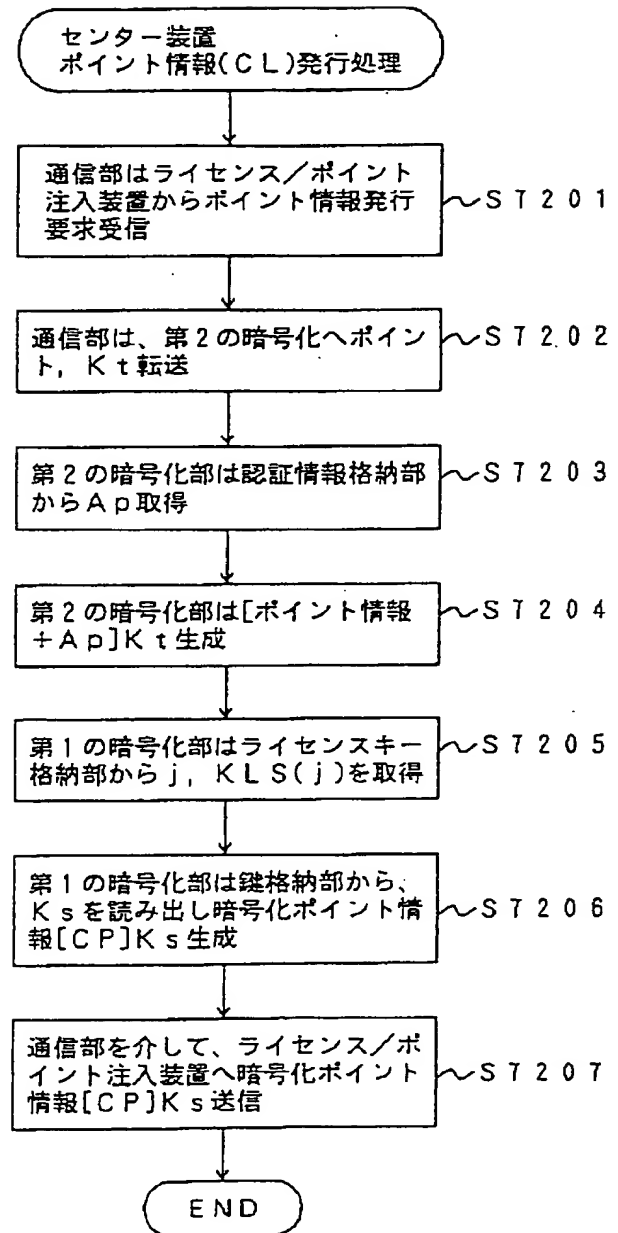 センター装置
ポイント情報(CL)発行処理
通信部はライセンス／ポイント
注入装置からポイント情報発行
要求受信
S7201
通信部は、第2の暗号化へポイン
ト，Kt転送
S7202
第2の暗号化部は認証情報格納部
からAp取得
S7203
第2の暗号化部は[ポイント情報
+Ap]Kt生成
S7204
第1の暗号化部はライセンスキー
格納部からj，KLS(j)を取得
S7205
第1の暗号化部は鍵格納部から、
Ksを読み出し暗号化ポイント情
報[CP]Ks生成
S7206
通信部を介して、ライセンス／ポ
イント注入装置へ暗号化ポイント
情報[CP]Ks送信
S7207
END